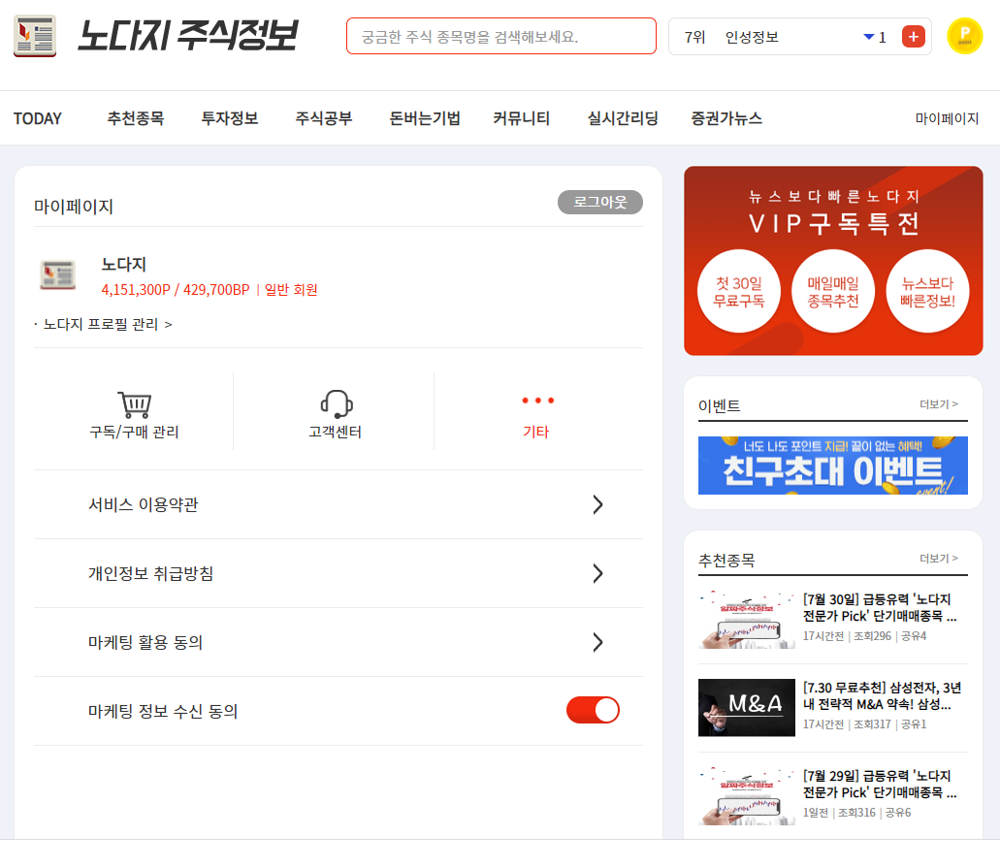 노다지 주식정보
궁금한 주식 종목명을 검색해보세요.
7위 인성정보 1 +
P
TODAY 추천종목 투자정보 주식공부 돈버는기법 커뮤니티 실시간리딩 증권가뉴스 마이페이지
마이페이지 로그아웃
노다지
4,151,300P / 429,700BP | 일반 회원
· 노다지 프로필 관리 >
구독/구매 관리
고객센터
기타
서비스 이용약관
개인정보 취급방침
마케팅 활용 동의
마케팅 정보 수신 동의
뉴스보다빠른노다지
VIP구독특전
첫 30일
무료구독
매일매일
종목추천
뉴스보다
빠른정보!
이벤트 더보기 >
너도 나도 포인트 지급! 끝이 없는 혜택!
친구초대 이벤트
event!
추천종목 더보기 >
알짜주식정보
[7월 30일] 급등유력 '노다지
전문가 Pick' 단기매매종목 ...
17시간전 | 조회296 | 공유4
M&A
[7.30 무료추천] 삼성전자, 3년
내 전략적 M&A 약속! 삼성...
17시간전 | 조회317 | 공유1
알짜주식정보
[7월 29일] 급등유력 '노다지
전문가 Pick' 단기매매종목 ...
1일전 | 조회316 | 공유6